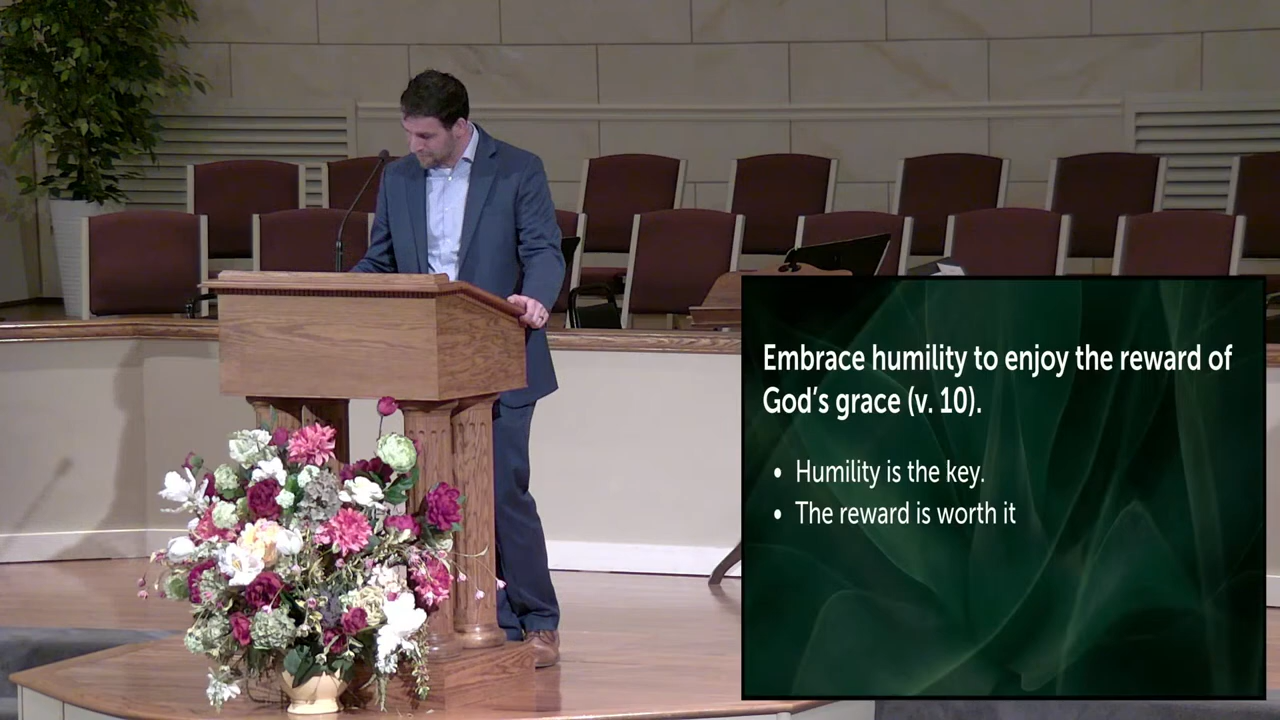 Embrace humility to enjoy the reward of
God's grace (v. 10).
• Humility is the key.
• The reward is worth it